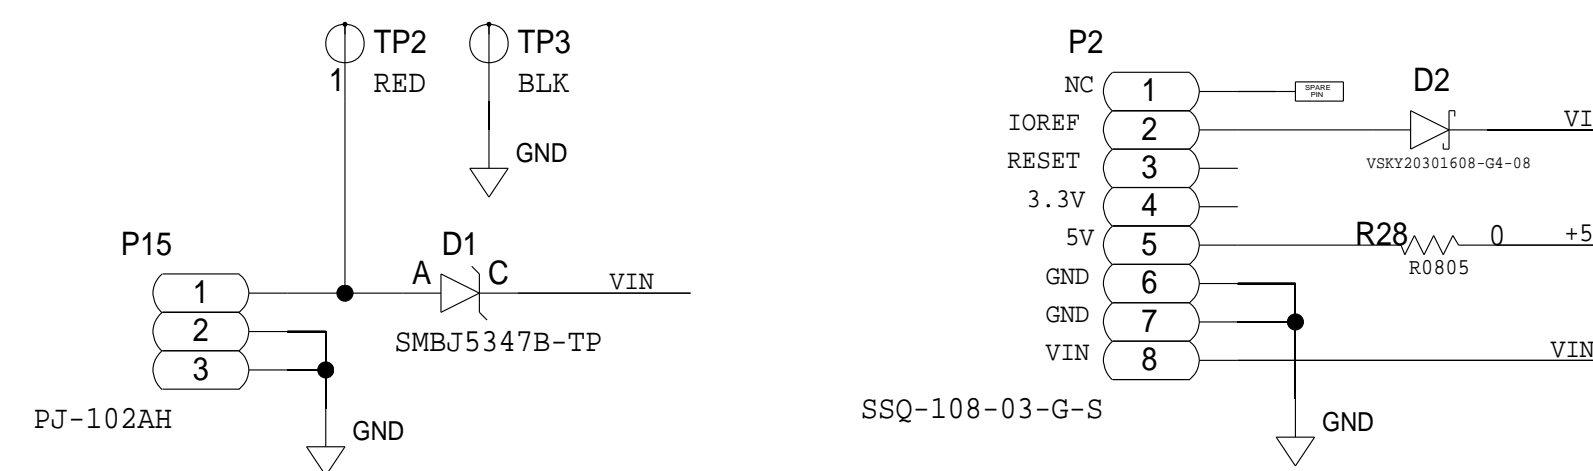 TP2
1
RED
TP3
BLK
GND
P15
1
2
3
D1
A
C
VIN
SMBJ5347B-TP
PJ-102AH
GND
P2
NC 1
SPARE
PIN
IOREF 2
RESET 3
3.3V 4
5V 5
GND 6
GND 7
VIN 8
D2
VI
VSKY20301608-G4-08
R28
0
+5
R0805
VIN
SSQ-108-03-G-S
GND